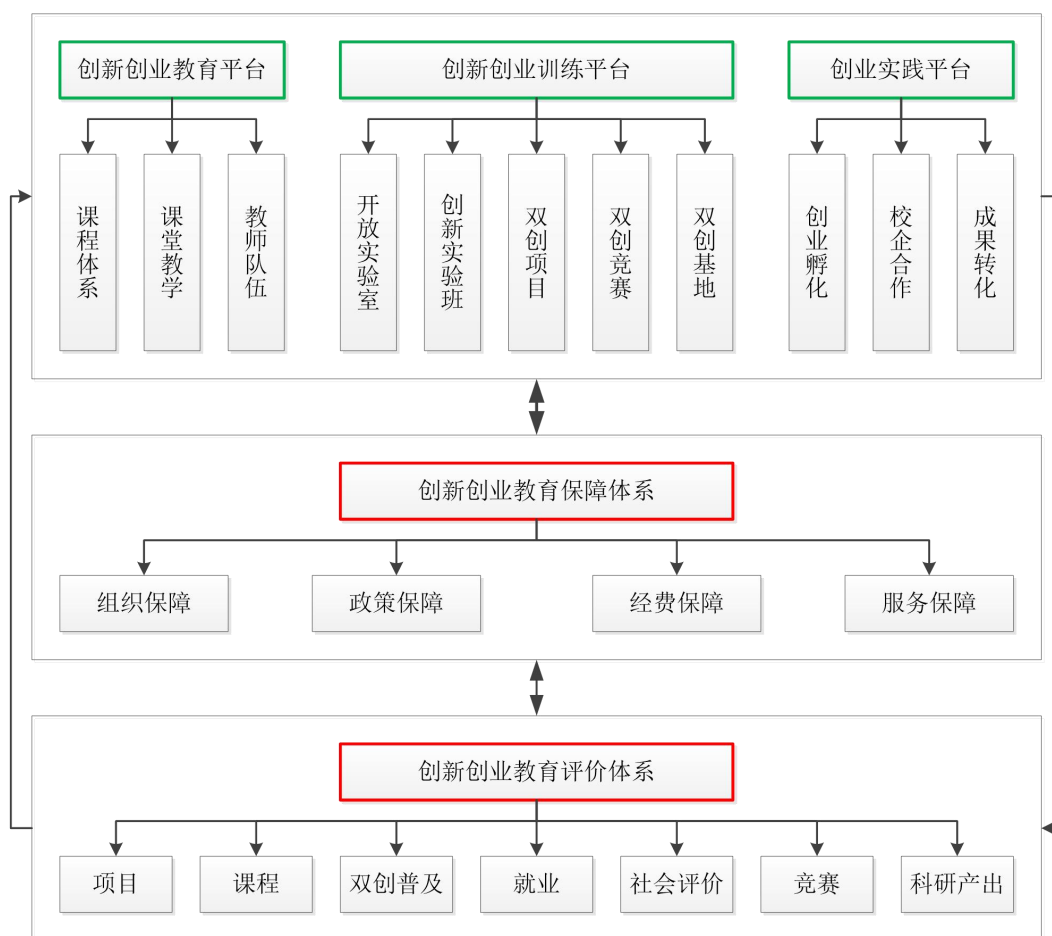 创新创业教育平台
创新创业训练平台
创业实践平台
课程体系
课堂教学
教师队伍
开放实验室
创新实验班
双创项目
双创竞赛
双创基地
创业孵化
校企合作
成果转化
创新创业教育保障体系
组织保障
政策保障
经费保障
服务保障
创新创业教育评价体系
项目
课程
双创普及
就业
社会评价
竞赛
科研产出